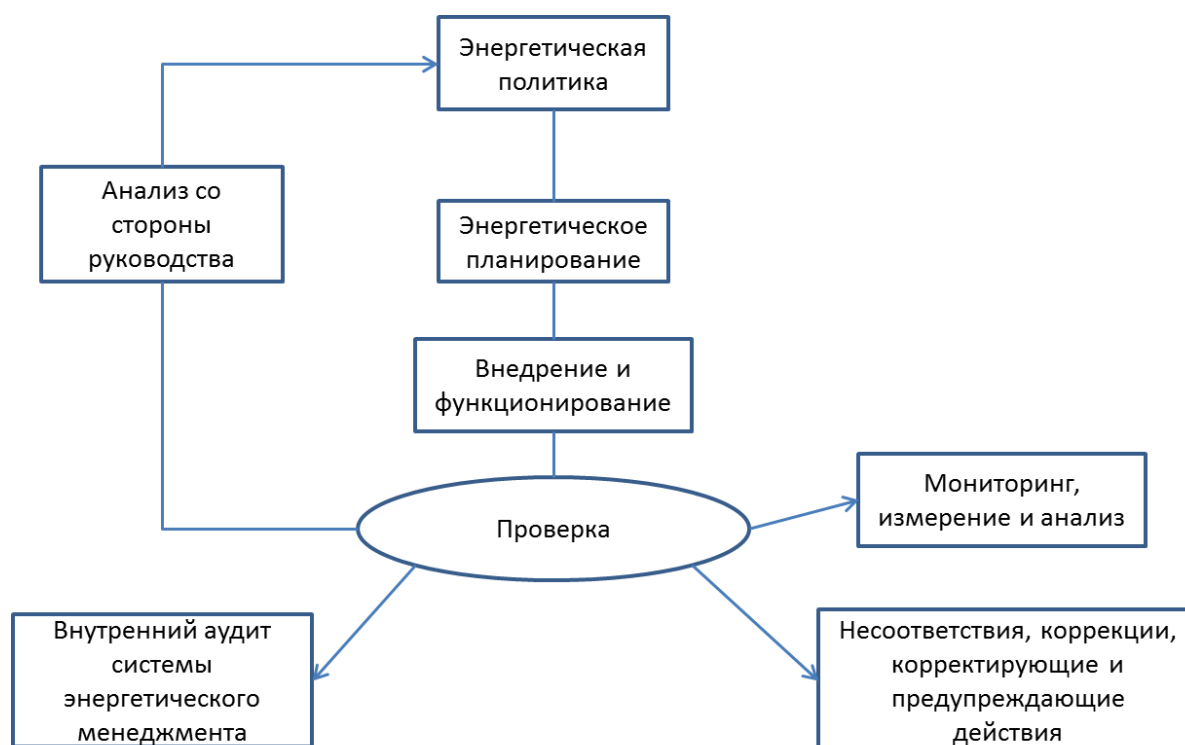 Энергетическая
политика
Анализ со
стороны
руководства
Энергетическое
планирование
Внедрение и
функционирование
Проверка
Мониторинг,
измерение и анализ
Внутренний аудит
системы
энергетического
менеджмента
Несоответствия, коррекции,
корректирующие и
предупреждающие
действия